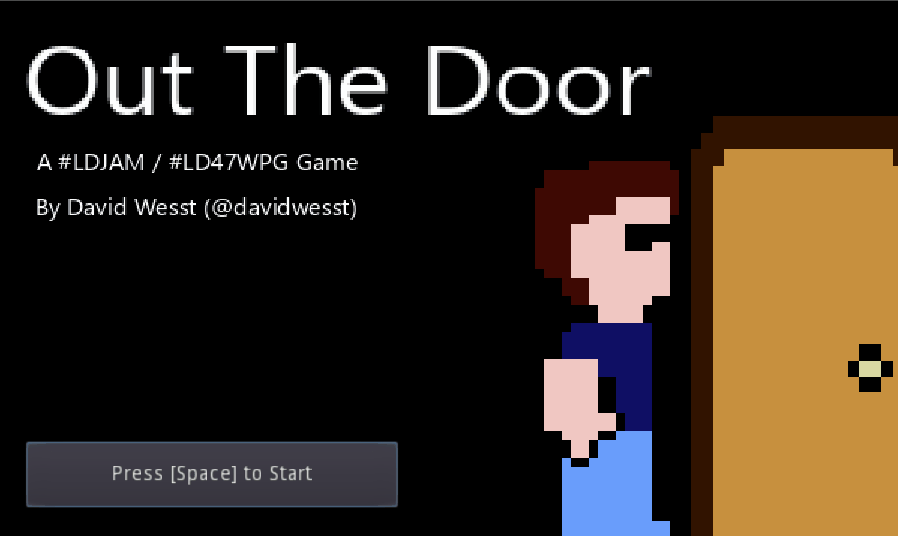 Out The Door
A #LDJAM / #LD47WPG Game
By David Wesst (@davidwesst)
Press [Space] to Start